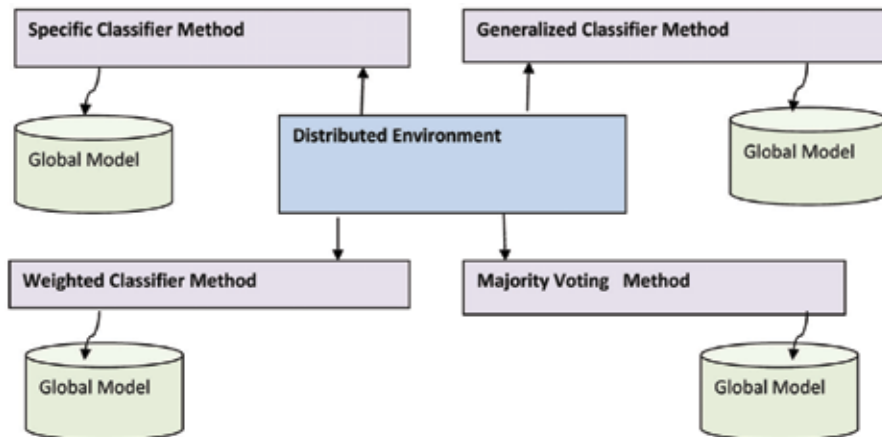 Specific Classifier Method
Generalized Classifier Method
Global Model
Distributed Environment
Global Model
Weighted Classifier Method
Majority Voting Method
Global Model
Global Model